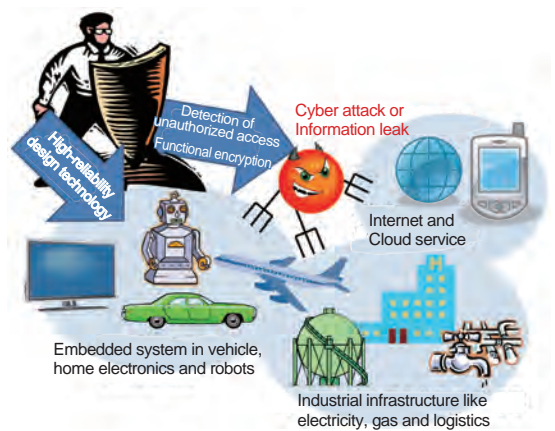 Detection of
unauthorized access
Functional encryption
High-reliability
design technology
Cyber attack or
Information leak
Internet and
Cloud service
H
Embedded system in vehicle,
home electronics and robots
Industrial infrastructure like
electricity, gas and logistics